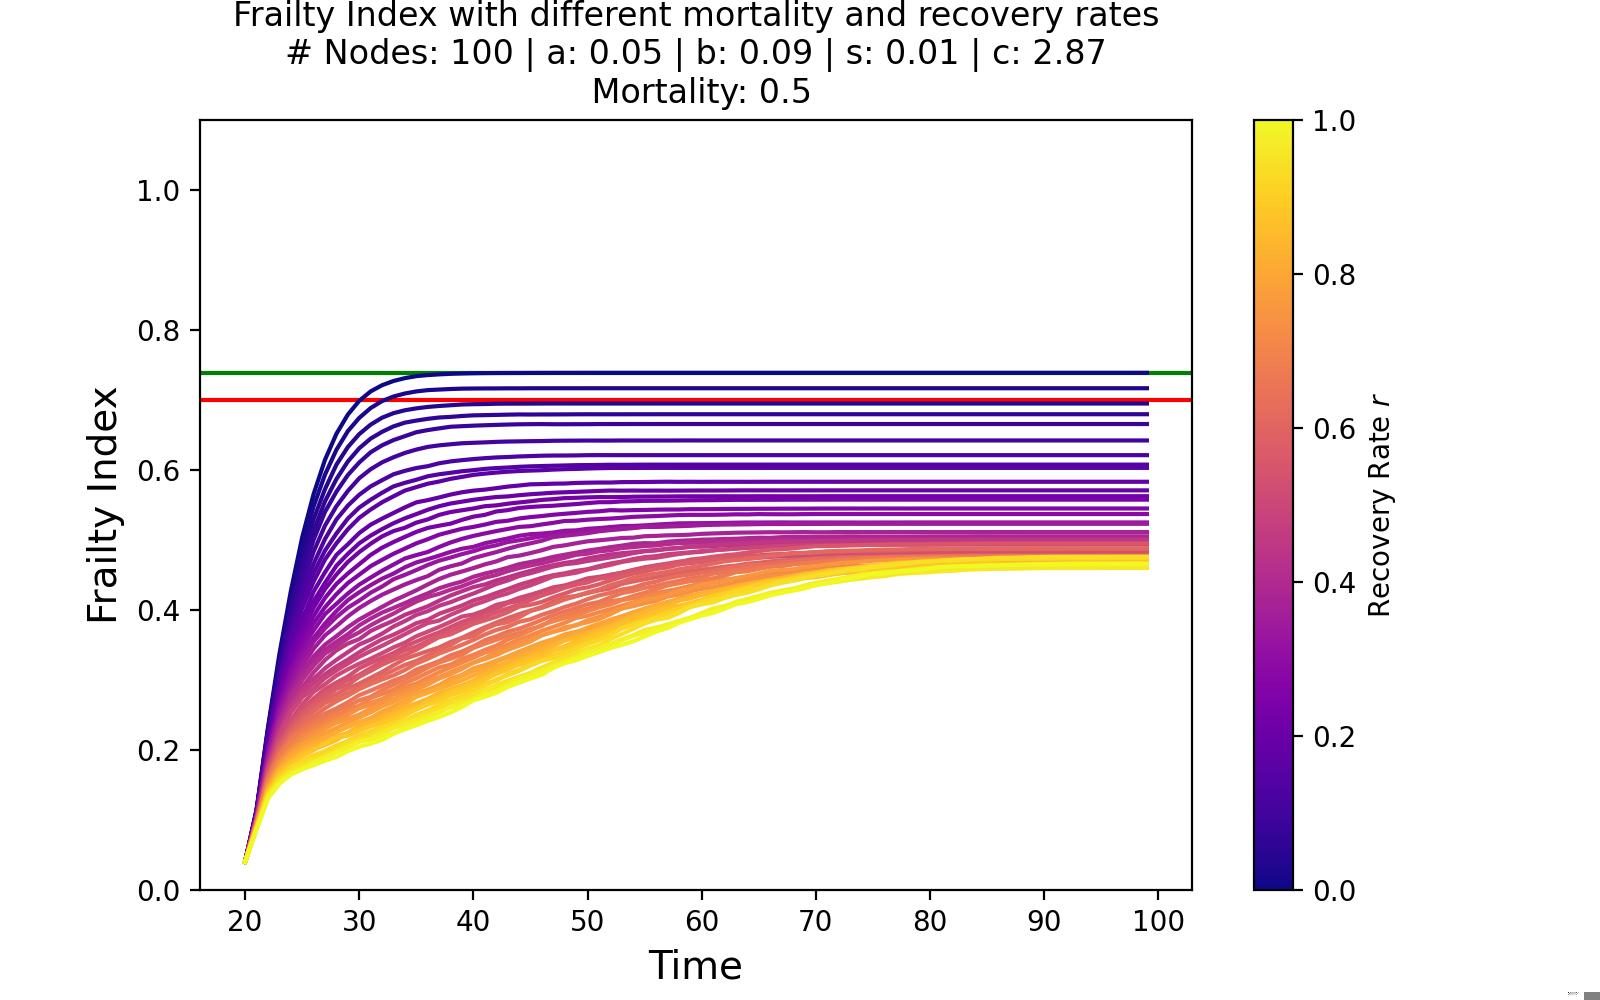 Frailty Index with different mortality and recovery rates
# Nodes: 100 | a: 0.05 | b: 0.09 | s: 0.01 | c: 2.87
Mortality: 0.5
Frailty Index
1.0
0.8
0.6
0.4
0.2
0.0
20 30 40 50 60 70 80 90 100
Time
1.0
0.8
0.6
0.4
0.2
0.0
Recovery Rate r